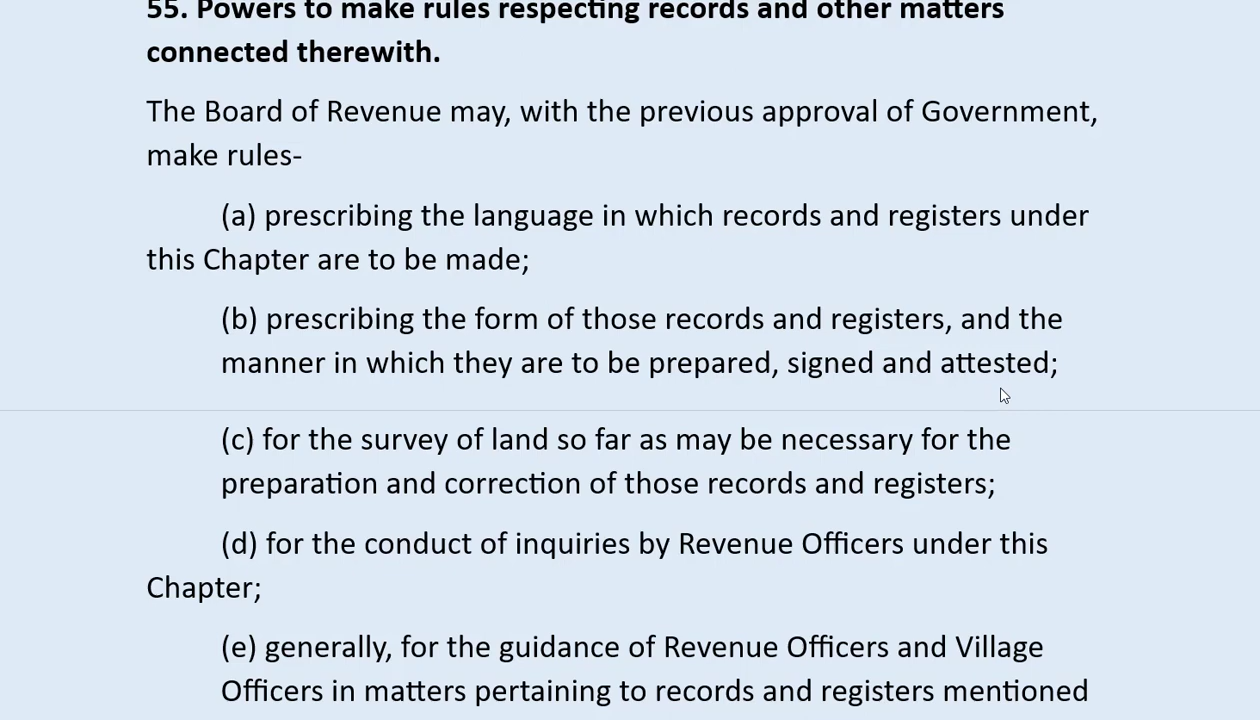 55. Powers to make rules respecting records and other matters
connected therewith.
The Board of Revenue may, with the previous approval of Government,
make rules-
(a) prescribing the language in which records and registers under
this Chapter are to be made;
(b) prescribing the form of those records and registers, and the
manner in which they are to be prepared, signed and attested;
(c) for the survey of land so far as may be necessary for the
preparation and correction of those records and registers;
(d) for the conduct of inquiries by Revenue Officers under this
Chapter;
(e) generally, for the guidance of Revenue Officers and Village
Officers in matters pertaining to records and registers mentioned